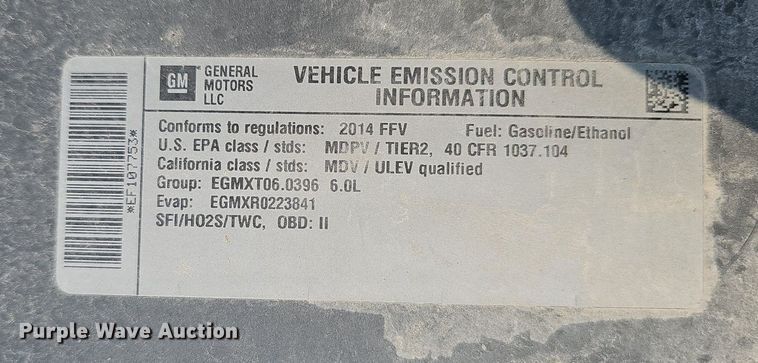 GM
GENERAL
MOTORS
LLC
VEHICLE EMISSION CONTROL
INFORMATION
*EF107753*
Conforms to regulations: 2014 FFV Fuel: Gasoline/Ethanol
U.S. EPA class / stds: MDPV / TIER2, 40 CFR 1037.104
California class / stds: MDV / ULEV qualified
Group: EGMXT06.0396 6.0L
Evap: EGMXR0223841
SFI/HO2S/TWC, OBD: II
Purple Wave Auction